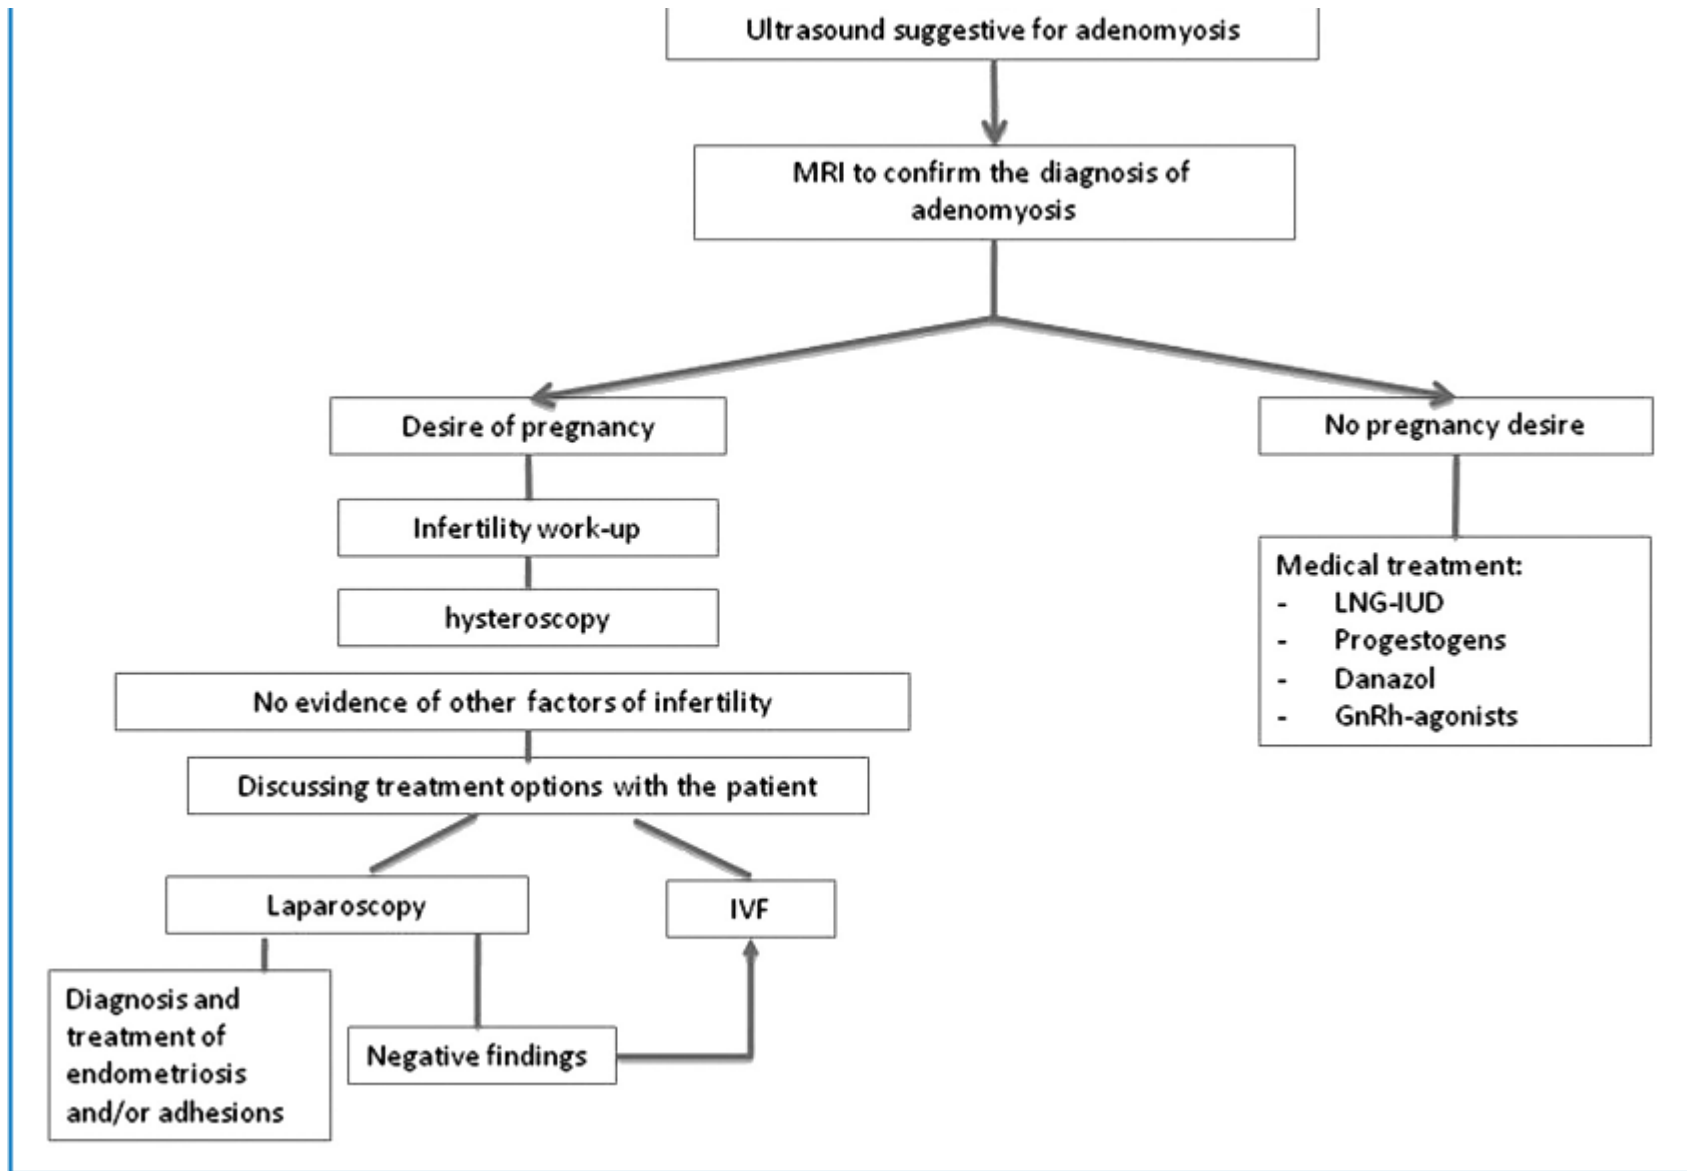 Ultrasound suggestive for adenomyosis
MRI to confirm the diagnosis of
adenomyosis
Desire of pregnancy
No pregnancy desire
Infertility work-up
hysteroscopy
Medical treatment:
- LNG-IUD
- Progestogens
- Danazol
- GnRh-agonists
No evidence of other factors of infertility
Discussing treatment options with the patient
Laparoscopy
IVF
Diagnosis and
treatment of
endometriosis
and/or adhesions
Negative findings